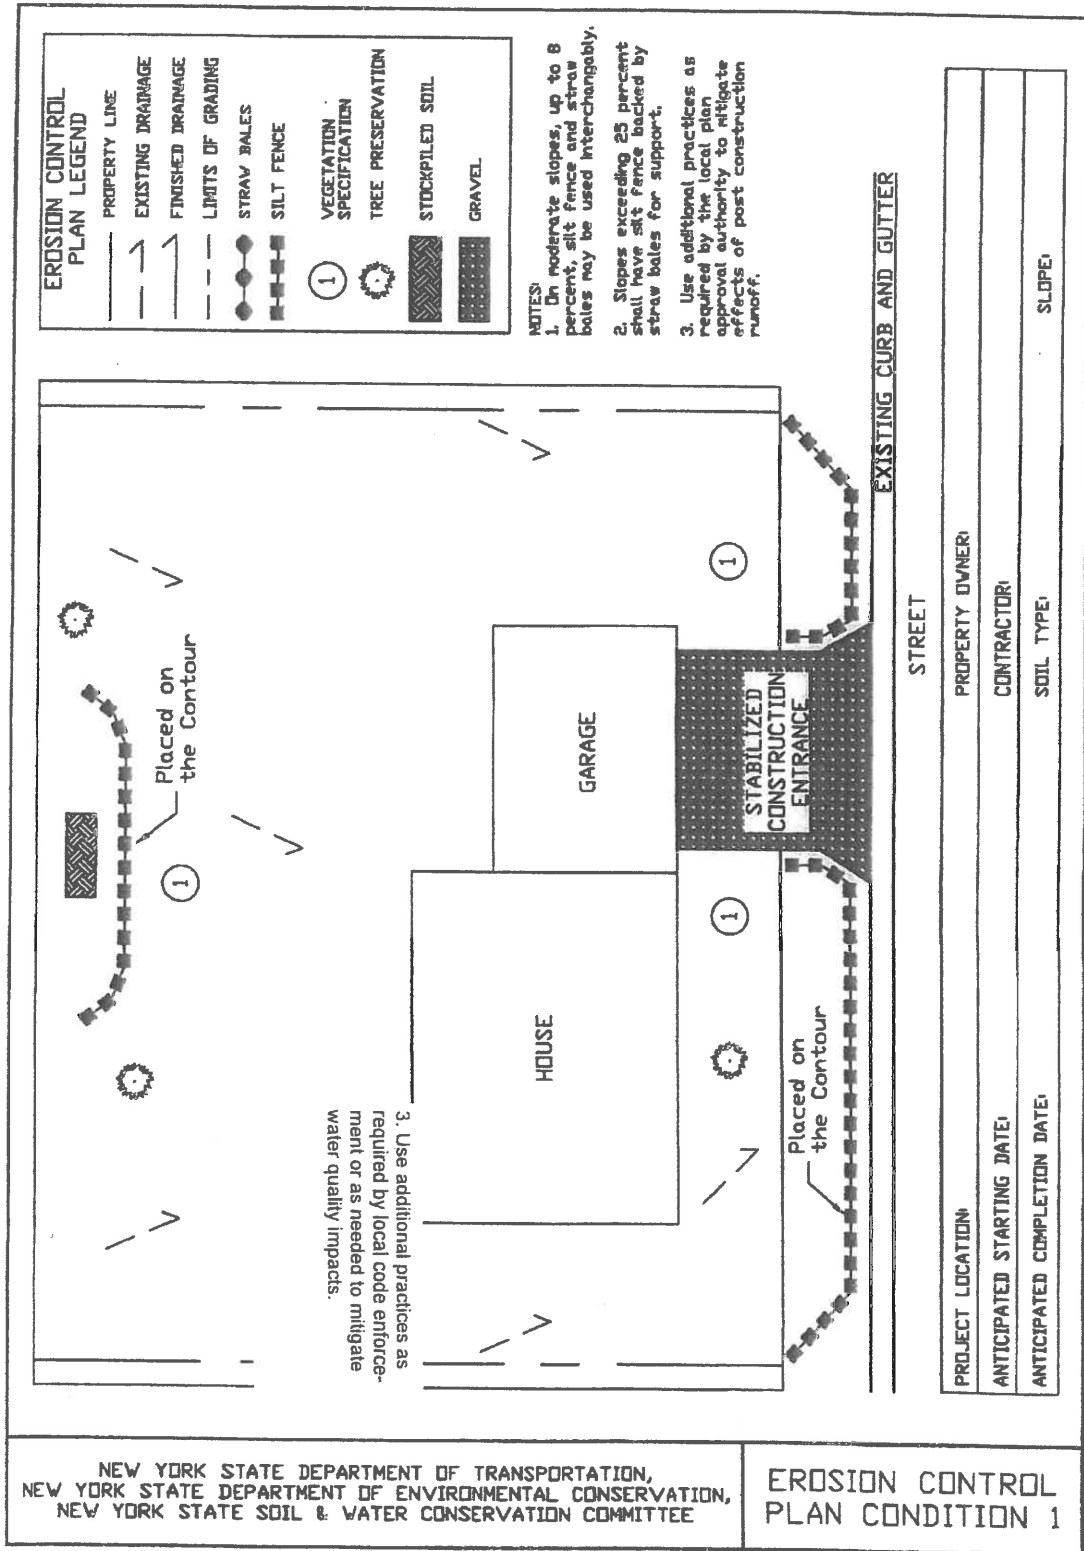 EROSION CONTROL
PLAN LEGEND
PROPERTY LINE
EXISTING DRAINAGE
FINISHED DRAINAGE
LIMITS OF GRADING
STRAW BALES
SILT FENCE
1
VEGETATION
SPECIFICATION
TREE PRESERVATION
STOCKPILED SOIL
GRAVEL
NOTES:
1. On moderate slopes, up to 8
percent, silt fence and straw
bales may be used interchangably.
2. Slopes exceeding 25 percent
shall have silt fence backed by
straw bales for support.
3. Use additional practices as
required by the local plan
approval authority to mitigate
effects of post construction
runoff.
Placed on
the Contour
1
HOUSE
GARAGE
1
1
STABILIZED
CONSTRUCTION
ENTRANCE
Placed on
the Contour
3. Use additional practices as
required by local code enforce-
ment or as needed to mitigate
water quality impacts.
EXISTING CURB AND GUTTER
STREET
PROJECT LOCATION: PROPERTY OWNER:
ANTICIPATED STARTING DATE: CONTRACTOR:
ANTICIPATED COMPLETION DATE: SOIL TYPE: SLOPE:
NEW YORK STATE DEPARTMENT OF TRANSPORTATION,
NEW YORK STATE DEPARTMENT OF ENVIRONMENTAL CONSERVATION,
NEW YORK STATE SOIL & WATER CONSERVATION COMMITTEE
EROSION CONTROL
PLAN CONDITION 1